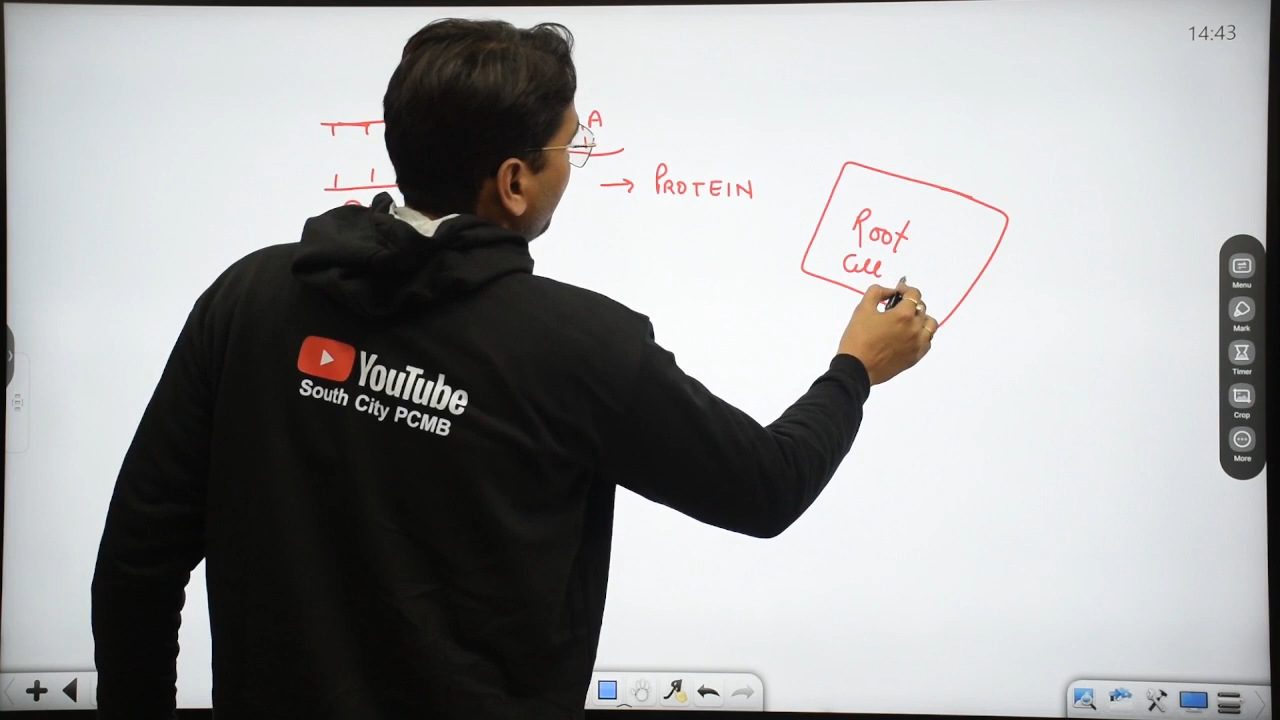 14:43
A
→ PROTEIN
Root
Cell
YouTube
South City PCMB
Menu
Mark
Timer
Crop
More